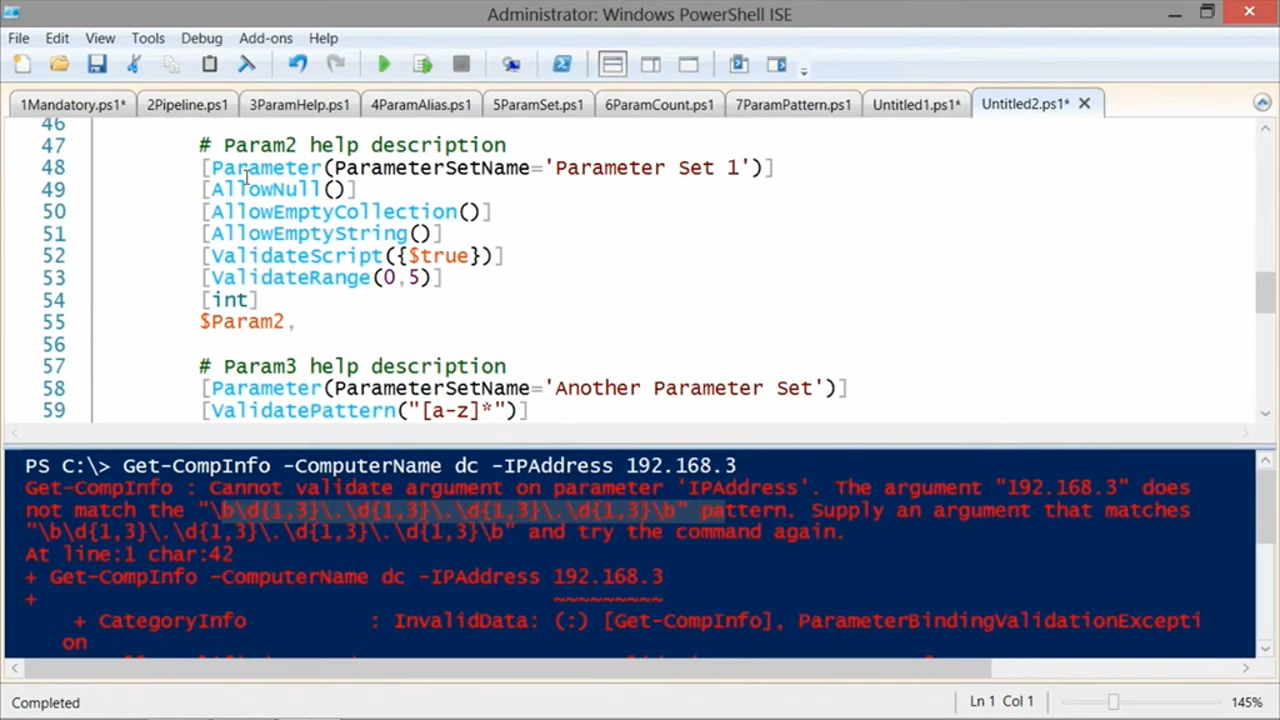 Administrator: Windows PowerShell ISE
File Edit View Tools Debug Add-ons Help
1Mandatory.ps1* 2Pipeline.ps1 3ParamHelp.ps1 4ParamAlias.ps1 5ParamSet.ps1 6ParamCount.ps1 7ParamPattern.ps1 Untitled1.ps1* Untitled2.ps1*
46
47 # Param2 help description
48 [Parameter(ParameterSetName='Parameter Set 1')]
49 [AllowNull()]
50 [AllowEmptyCollection()]
51 [AllowEmptyString()]
52 [ValidateScript({$true})]
53 [ValidateRange(0,5)]
54 [int]
55 $Param2,
56
57 # Param3 help description
58 [Parameter(ParameterSetName='Another Parameter Set')]
59 [ValidatePattern("[a-z]*")]
PS C:\> Get-CompInfo -ComputerName dc -IPAddress 192.168.3
Get-CompInfo : Cannot validate argument on parameter 'IPAddress'. The argument "192.168.3" does
not match the "\b\d{1,3}\.\d{1,3}\.\d{1,3}\.\d{1,3}\b" pattern. Supply an argument that matches
"\b\d{1,3}\.\d{1,3}\.\d{1,3}\.\d{1,3}\b" and try the command again.
At line:1 char:42
+ Get-CompInfo -ComputerName dc -IPAddress 192.168.3
+ ~~~~~~~~~
+ CategoryInfo : InvalidData: (:) [Get-CompInfo], ParameterBindingValidationExcepti
on
Completed Ln 1 Col 1 145%